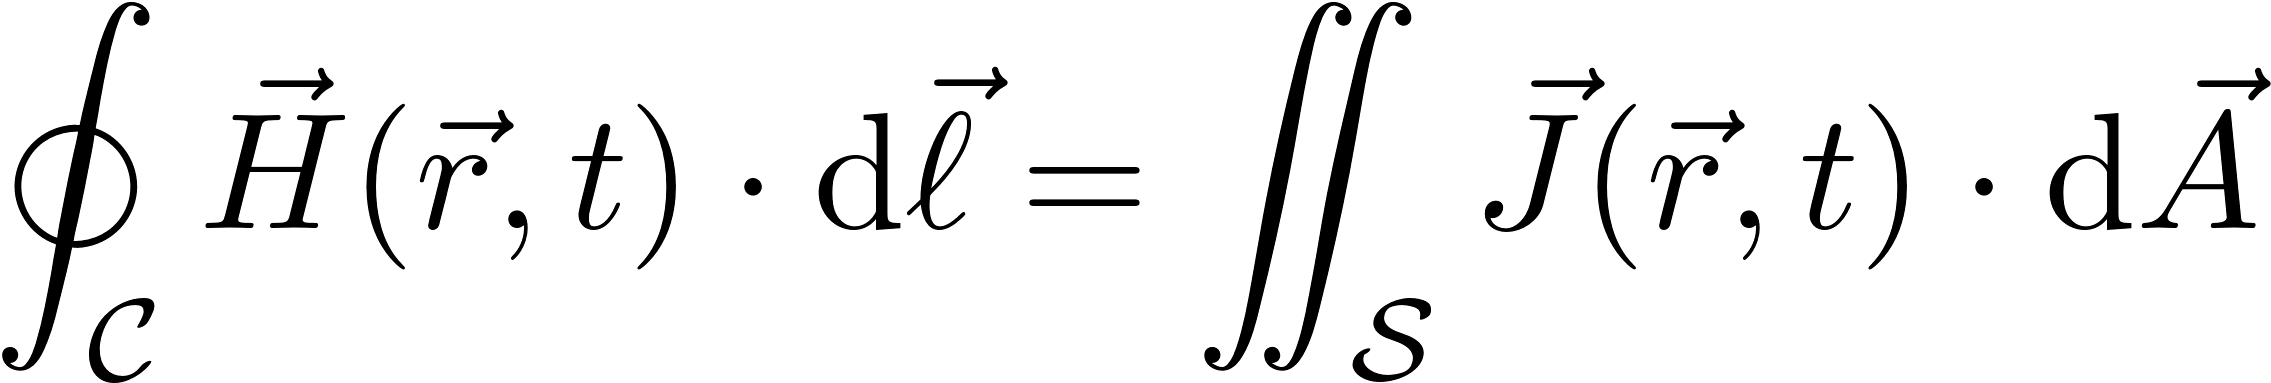 ∮_C H⃗(r⃗, t) · dℓ⃗ = ∬_S J⃗(r⃗, t) · dA⃗